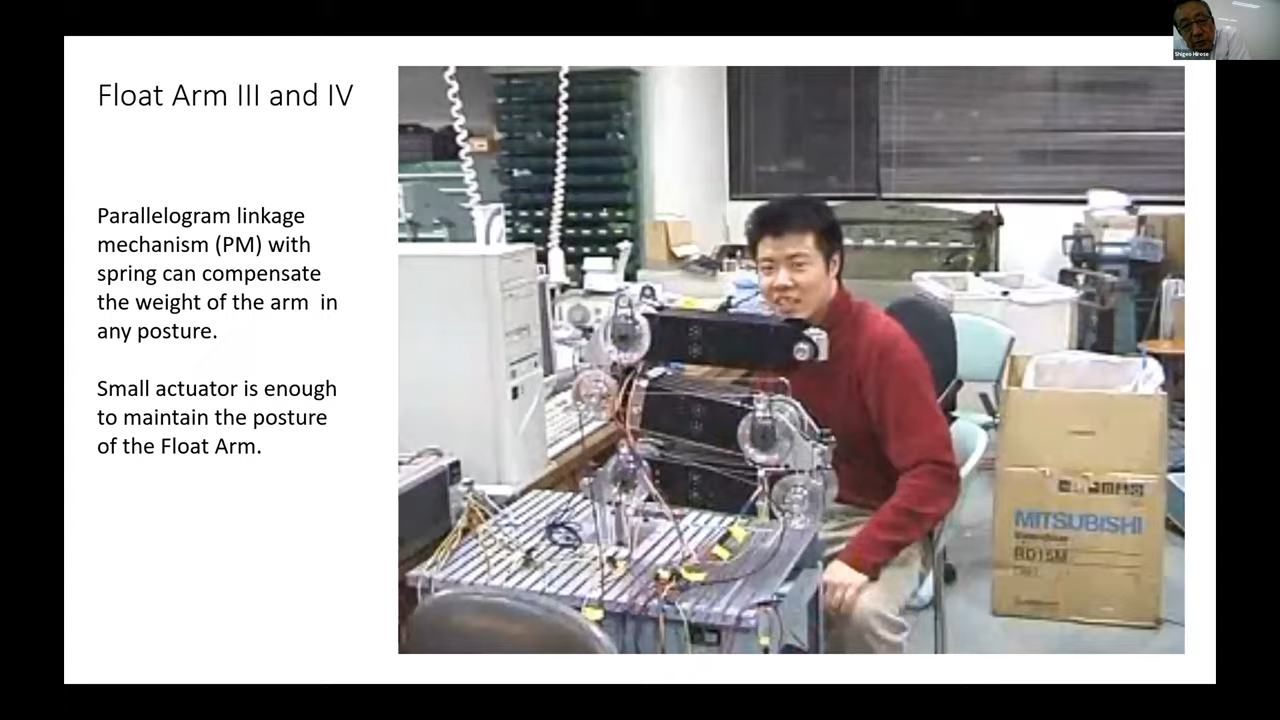 Shigeo Hirose
Float Arm III and IV
Parallelogram linkage
mechanism (PM) with
spring can compensate
the weight of the arm in
any posture.
Small actuator is enough
to maintain the posture
of the Float Arm.
MITSUBISHI
RD15M